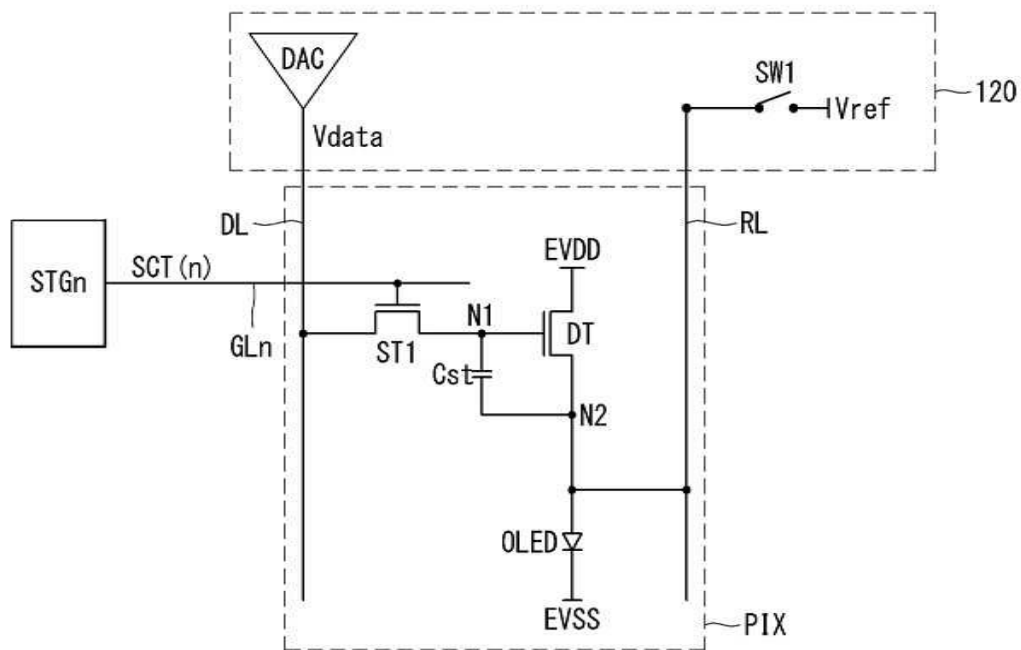 DAC
SW1
Vref
120
Vdata
DL
RL
STGn
SCT(n)
EVDD
GLn
ST1
N1
DT
Cst
N2
OLED
EVSS
PIX